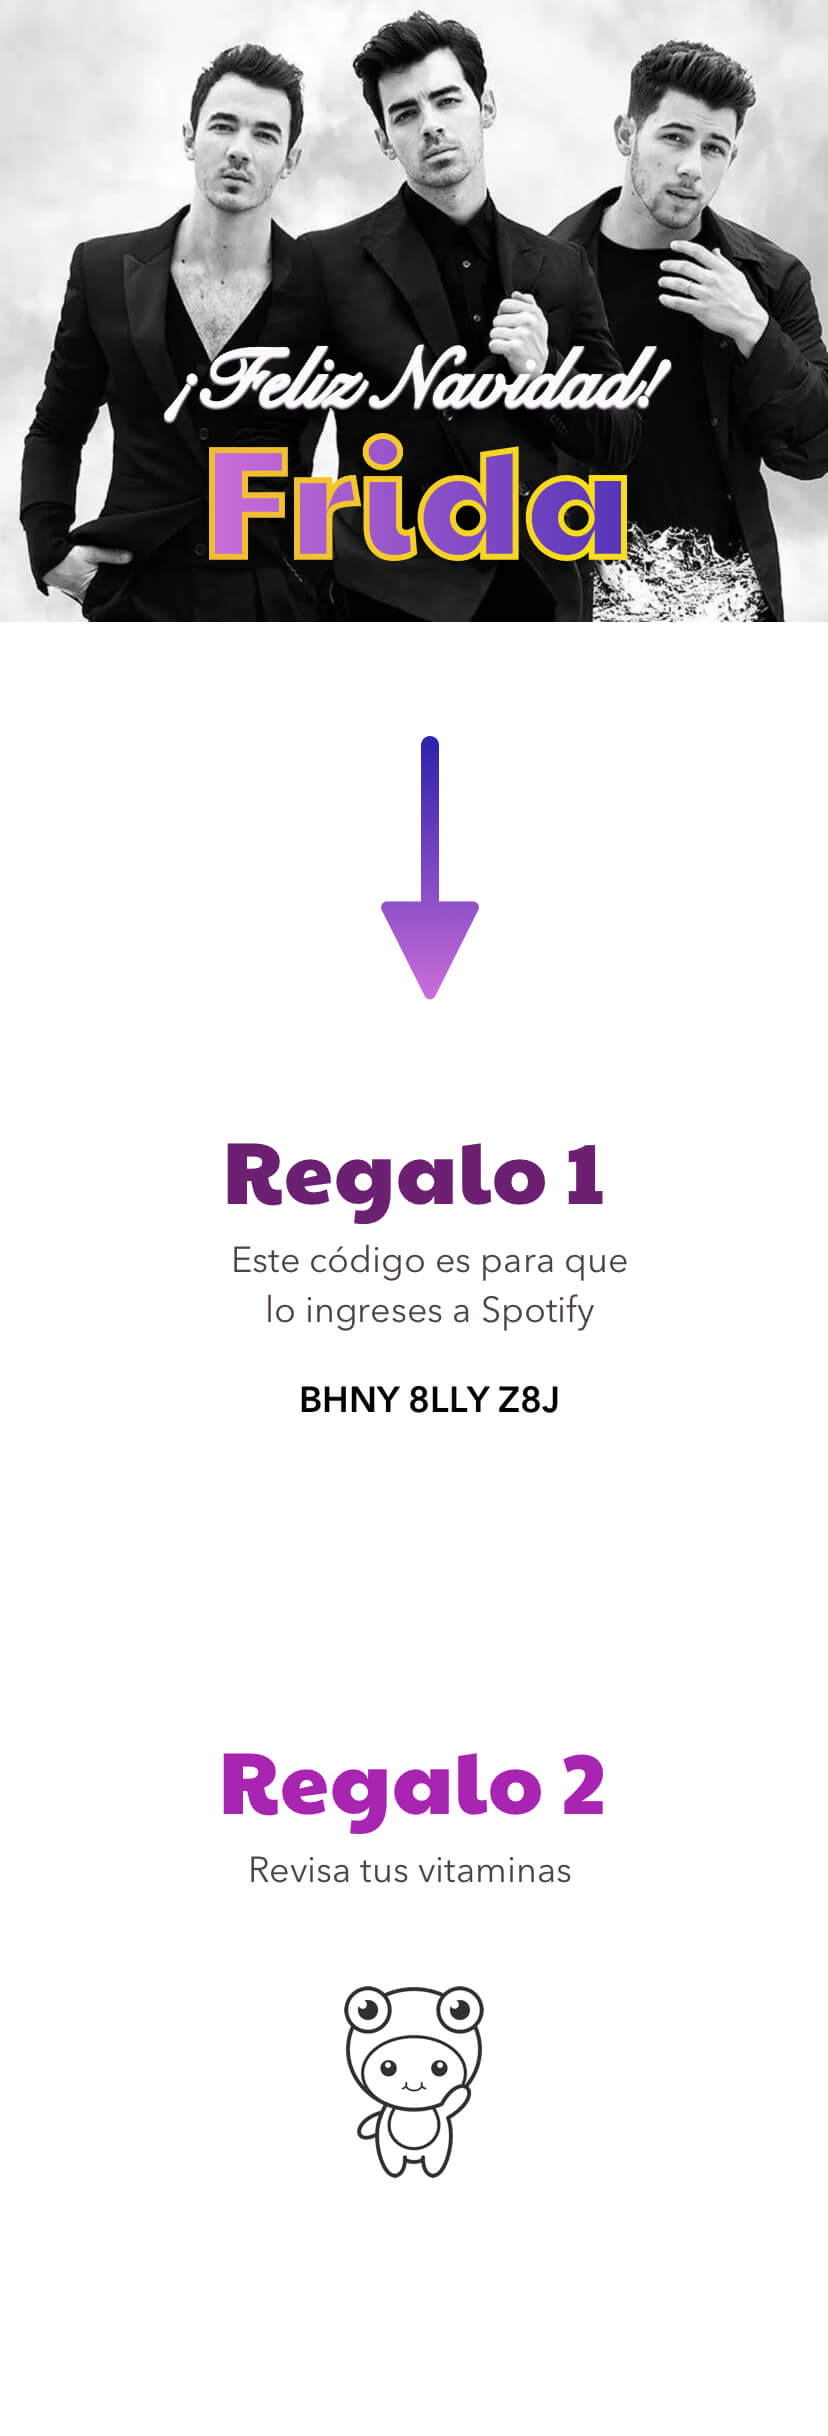 ¡Feliz Navidad!
Frida
Regalo 1
Este código es para que
lo ingreses a Spotify
BHNY 8LLY Z8J
Regalo 2
Revisa tus vitaminas